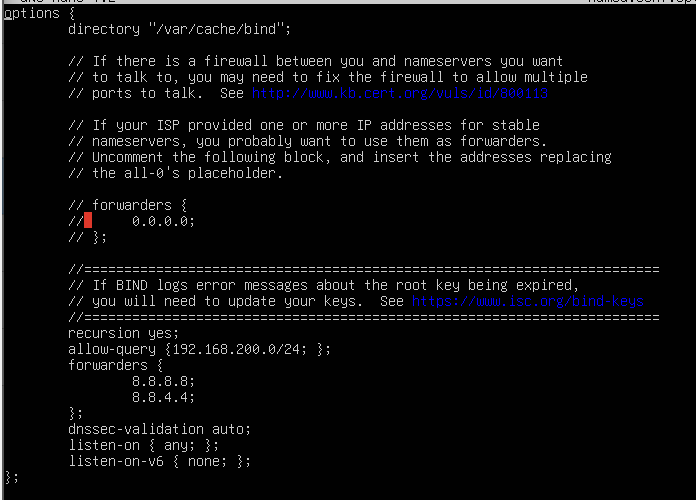 options {
directory "/var/cache/bind";
// If there is a firewall between you and nameservers you want
// to talk to, you may need to fix the firewall to allow multiple
// ports to talk.  See http://www.kb.cert.org/vuls/id/800113
// If your ISP provided one or more IP addresses for stable
// nameservers, you probably want to use them as forwarders.
// Uncomment the following block, and insert the addresses replacing
// the all-0's placeholder.
// forwarders {
//      0.0.0.0;
// };
//========================================================================
// If BIND logs error messages about the root key being expired,
// you will need to update your keys.  See https://www.isc.org/bind-keys
//========================================================================
recursion yes;
allow-query {192.168.200.0/24; };
forwarders {
8.8.8.8;
8.8.4.4;
};
dnssec-validation auto;
listen-on { any; };
listen-on-v6 { none; };
};